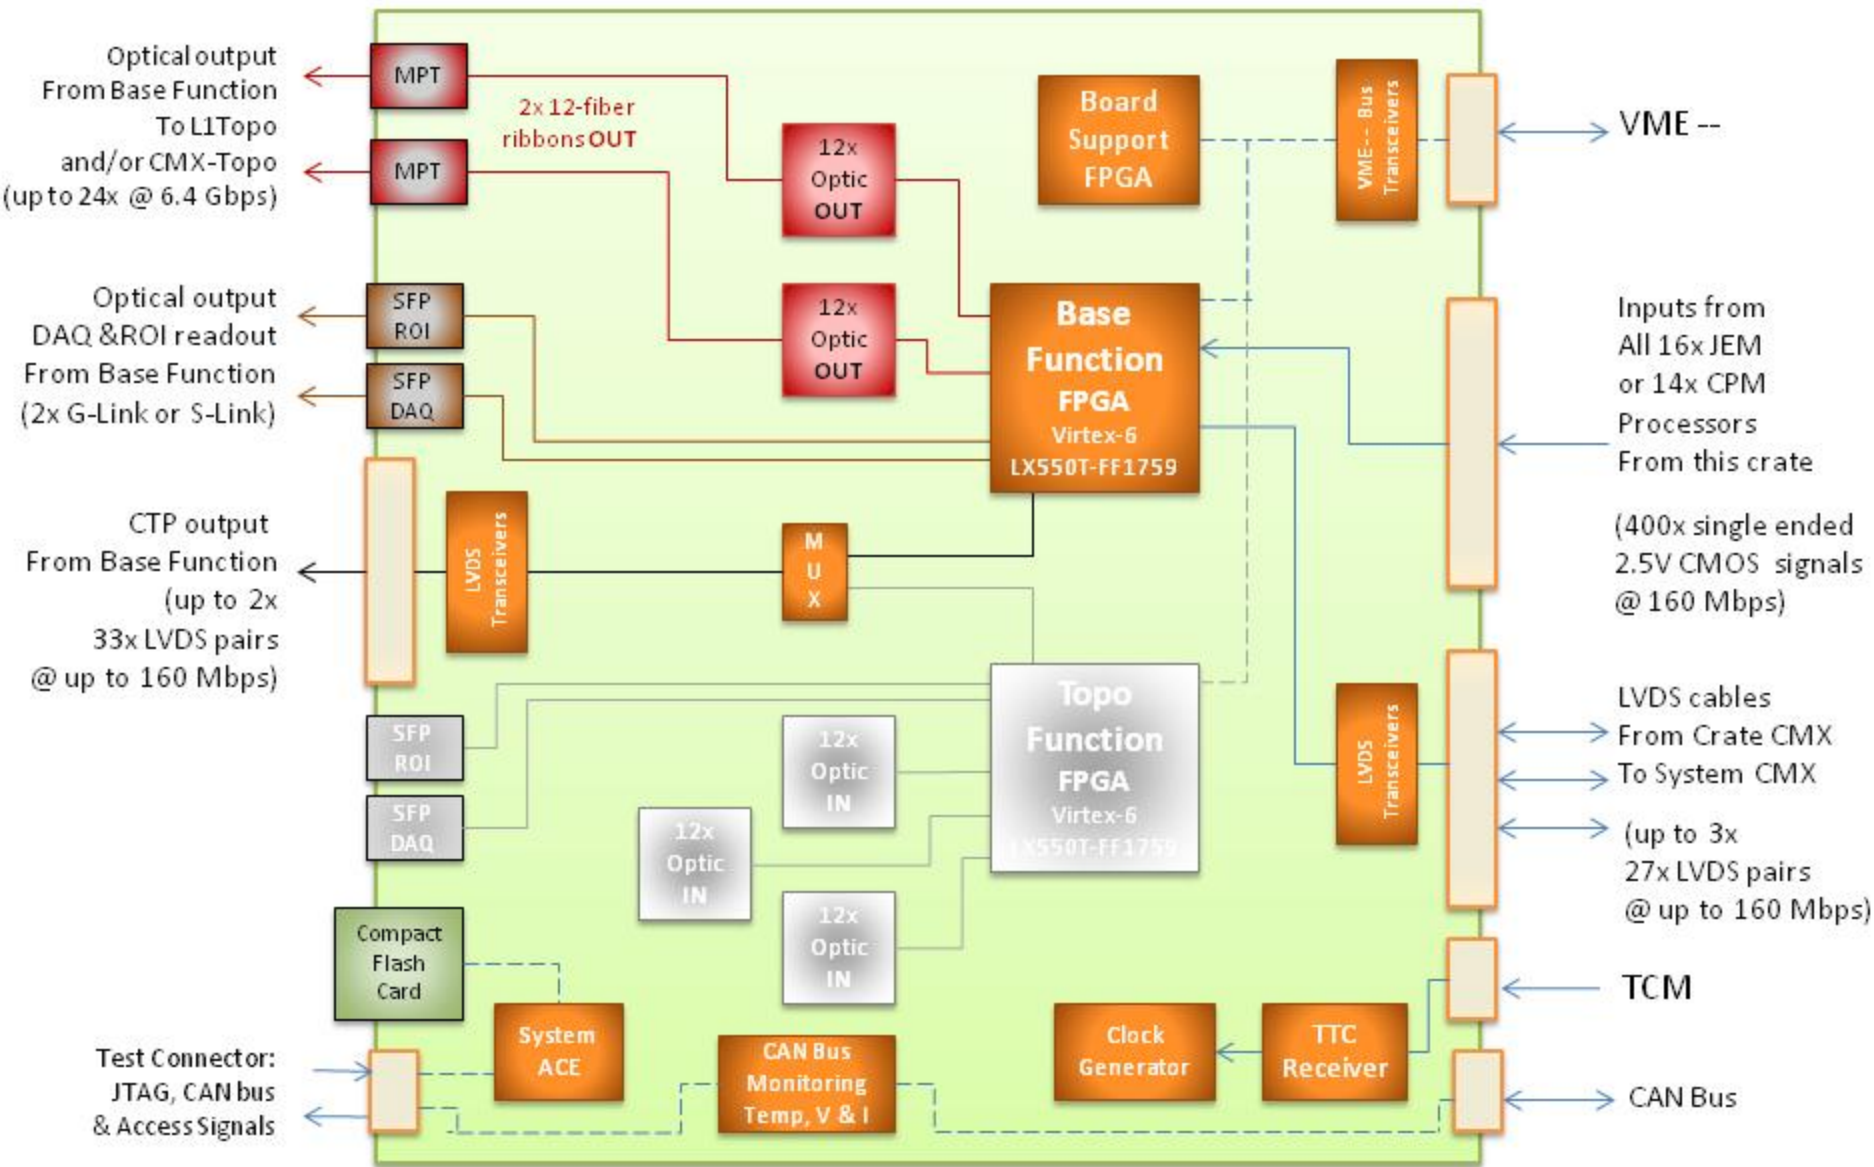 Optical output
From Base Function
To L1Topo
and/or CMX-Topo
(up to 24x @ 6.4 Gbps)
MPT
MPT
2x 12-fiber
ribbons OUT
12x
Optic
OUT
12x
Optic
OUT
Board
Support
FPGA
VME-- Bus
Transceivers
VME --
Optical output
DAQ &ROI readout
From Base Function
(2x G-Link or S-Link)
SFP
ROI
SFP
DAQ
Base
Function
FPGA
Virtex-6
LX550T-FF1759
Inputs from
All 16x JEM
or 14x CPM
Processors
From this crate
(400x single ended
2.5V CMOS signals
@ 160 Mbps)
CTP output
From Base Function
(up to 2x
33x LVDS pairs
@ up to 160 Mbps)
LVDS
Transceivers
M
U
X
SFP
ROI
SFP
DAQ
12x
Optic
IN
12x
Optic
IN
12x
Optic
IN
Topo
Function
FPGA
Virtex-6
LX550T-FF1759
LVDS
Transceivers
LVDS cables
From Crate CMX
To System CMX
(up to 3x
27x LVDS pairs
@ up to 160 Mbps)
Compact
Flash
Card
System
ACE
CAN Bus
Monitoring
Temp, V & I
Clock
Generator
TTC
Receiver
TCM
Test Connector:
JTAG, CAN bus
& Access Signals
CAN Bus